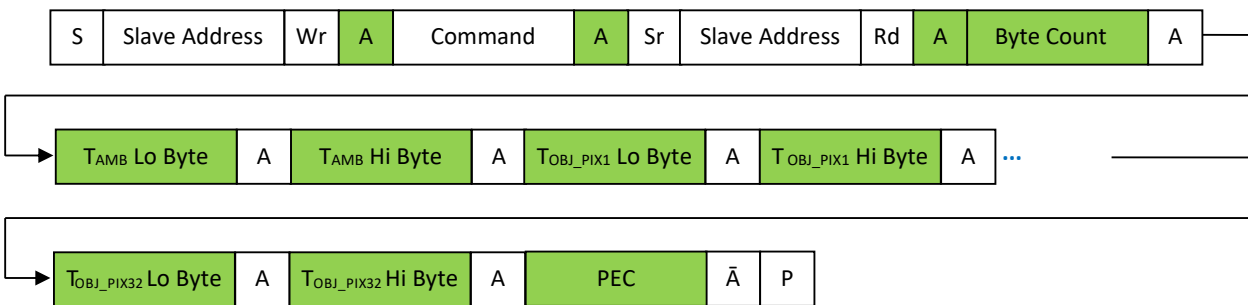 S Slave Address Wr A Command A Sr Slave Address Rd A Byte Count A
TAMB Lo Byte A TAMB Hi Byte A TOBJ_PIX1 Lo Byte A TOBJ_PIX1 Hi Byte A ...
TOBJ_PIX32 Lo Byte A TOBJ_PIX32 Hi Byte A PEC Ā P